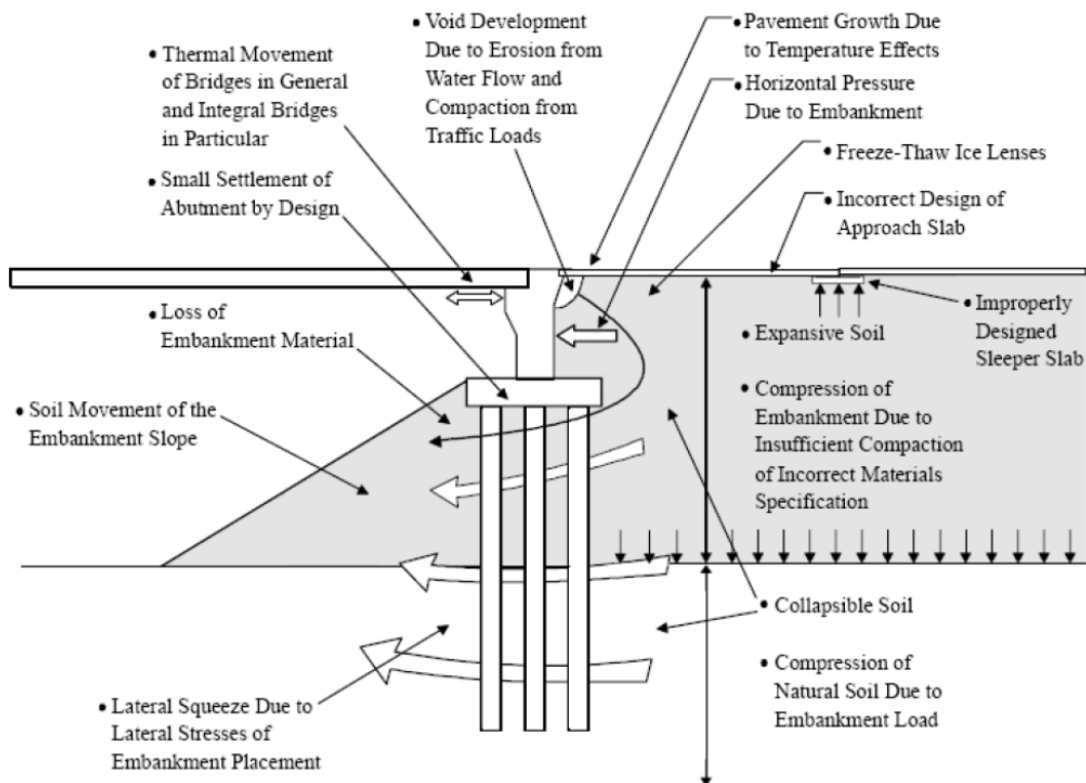 • Thermal Movement
of Bridges in General
and Integral Bridges
in Particular
• Small Settlement of
Abutment by Design
• Void Development
Due to Erosion from
Water Flow and
Compaction from
Traffic Loads
• Pavement Growth Due
to Temperature Effects
• Horizontal Pressure
Due to Embankment
• Freeze-Thaw Ice Lenses
• Incorrect Design of
Approach Slab
• Loss of
Embankment Material
• Soil Movement of the
Embankment Slope
• Expansive Soil
• Improperly
Designed
Sleeper Slab
• Compression of
Embankment Due to
Insufficient Compaction
of Incorrect Materials
Specification
• Collapsible Soil
• Compression of
Natural Soil Due to
Embankment Load
• Lateral Squeeze Due to
Lateral Stresses of
Embankment Placement